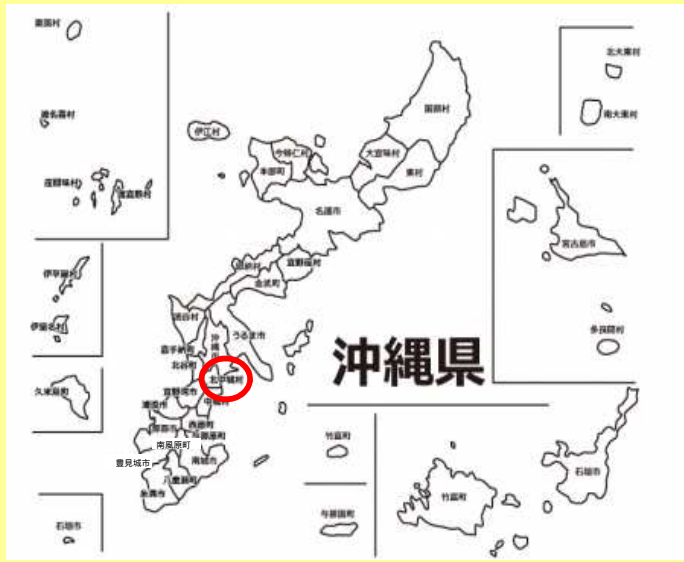 粟国村
渡名喜村
座間味村
渡嘉敷村
伊平屋村
伊是名村
久米島町
石垣市
伊江村
今帰仁村
本部町
国頭村
大宜味村
東村
名護市
恩納村
宜野座村
金武町
読谷村
うるま市
沖縄市
嘉手納町
北谷町
北中城村
宜野湾市
中城村
浦添市
西原町
那覇市
与那原町
南風原町
南城市
豊見城市
八重瀬町
糸満市
沖縄県
北大東村
南大東村
宮古島市
多良間村
竹富町
与那国町
竹富町
石垣市